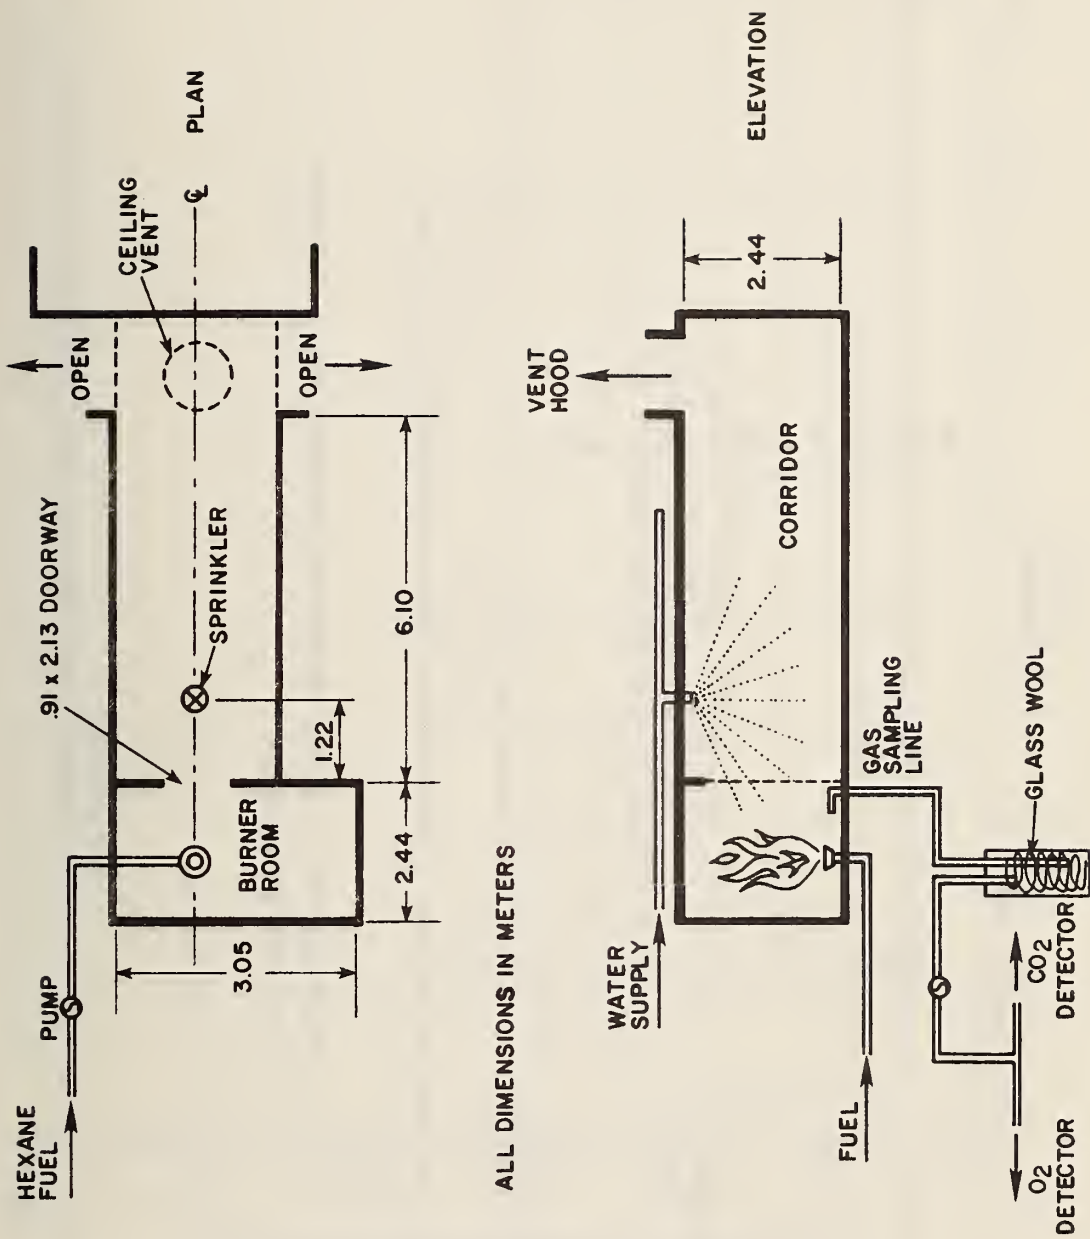 HEXANE
FUEL
PUMP
.91 x 2.13 DOORWAY
OPEN
CEILING
VENT
℄
PLAN
SPRINKLER
OPEN
BURNER
ROOM
1.22
3.05
2.44
6.10
ALL DIMENSIONS IN METERS
WATER
SUPPLY
VENT
HOOD
ELEVATION
2.44
CORRIDOR
FUEL
GAS
SAMPLING
LINE
GLASS WOOL
O2
DETECTOR
CO2
DETECTOR